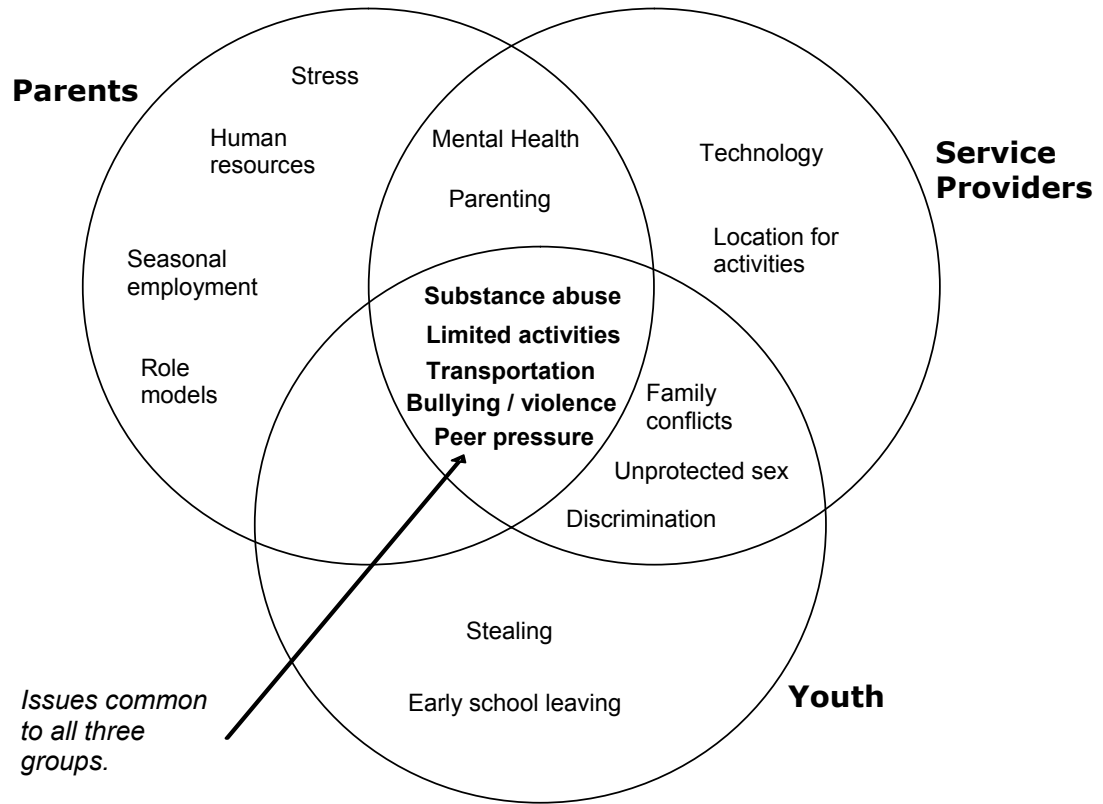 Parents
Stress
Human
resources
Seasonal
employment
Role
models
Mental Health
Parenting
Technology
Location for
activities
Service
Providers
Substance abuse
Limited activities
Transportation
Bullying / violence
Peer pressure
Family
conflicts
Unprotected sex
Discrimination
Stealing
Early school leaving
Youth
Issues common
to all three
groups.